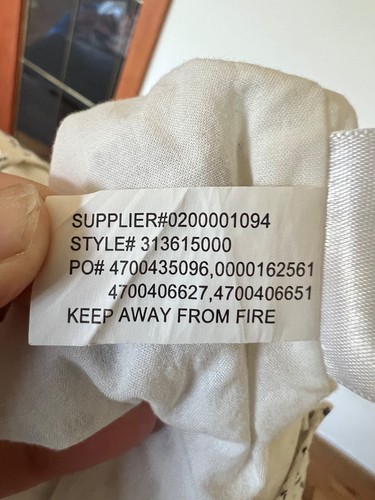 SUPPLIER#0200001094
STYLE# 313615000
PO# 4700435096,0000162561
4700406627,4700406651
KEEP AWAY FROM FIRE